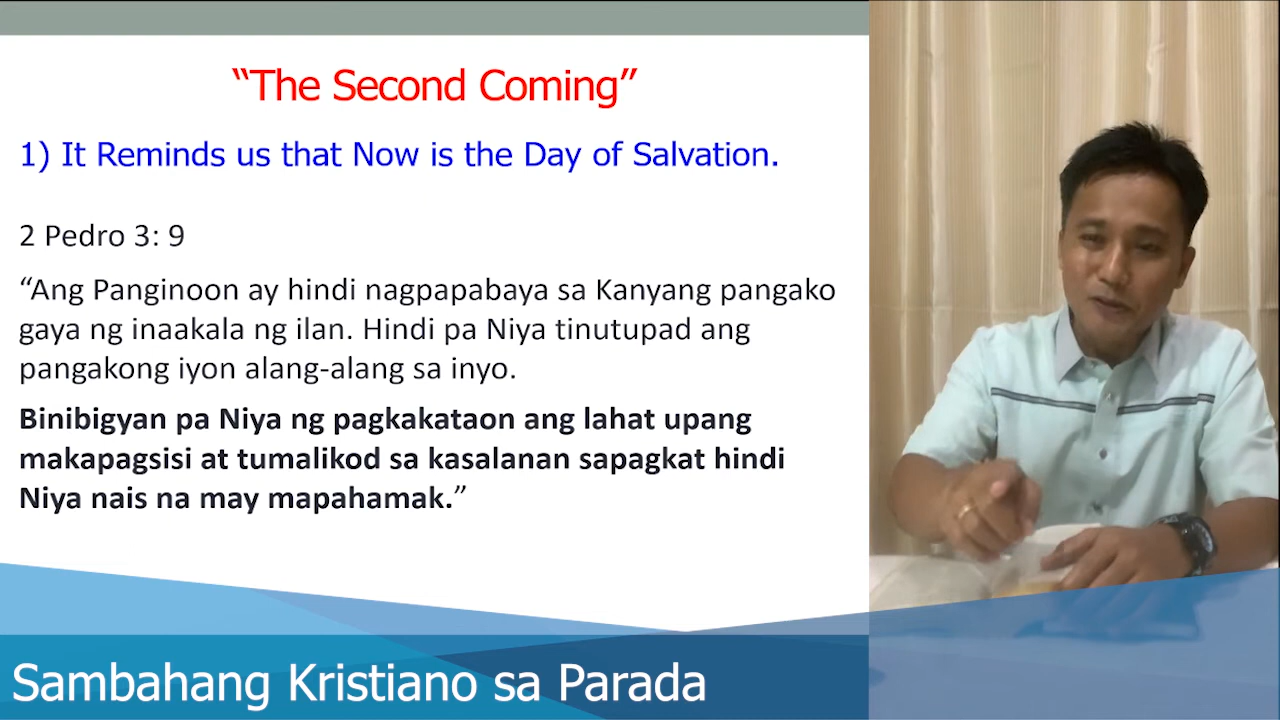 “The Second Coming”
1) It Reminds us that Now is the Day of Salvation.
2 Pedro 3: 9
“Ang Panginoon ay hindi nagpapabaya sa Kanyang pangako
gaya ng inaakala ng ilan. Hindi pa Niya tinutupad ang
pangakong iyon alang-alang sa inyo.
Binibigyan pa Niya ng pagkakataon ang lahat upang
makapagsisi at tumalikod sa kasalanan sapagkat hindi
Niya nais na may mapahamak.”
Sambahang Kristiano sa Parada